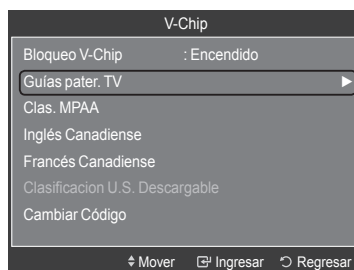 V-Chip
Bloqueo V-Chip : Encendido
Guías pater. TV
Clas. MPAA
Inglés Canadiense
Francés Canadiense
Clasificacion U.S. Descargable
Cambiar Código
Mover Ingresar Regresar